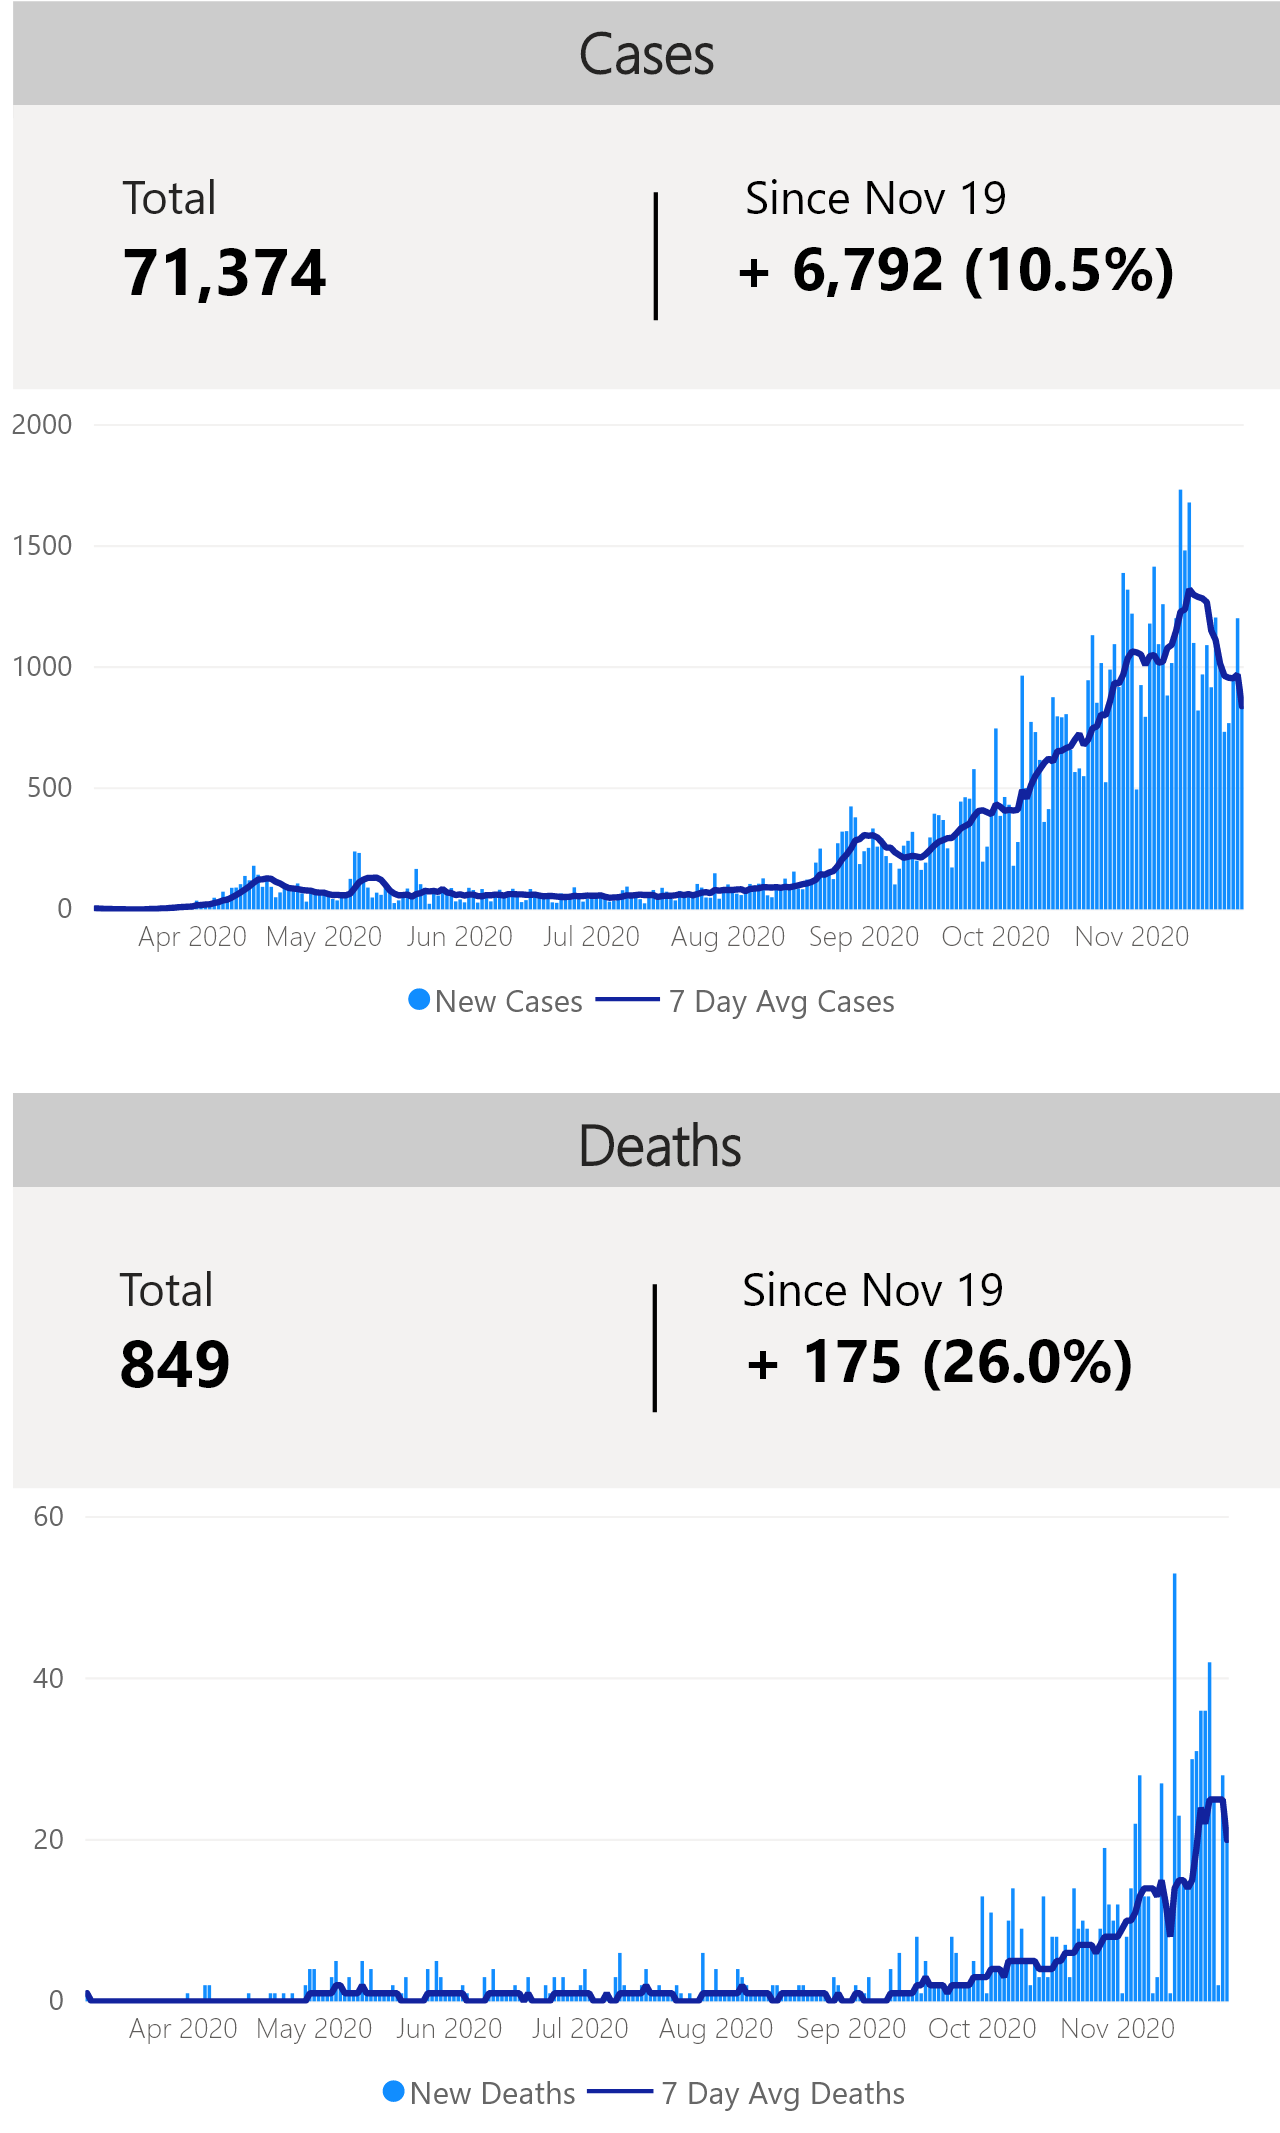 Cases
Total
Since Nov 19
71,374
+ 6,792 (10.5%)
2000
1500
1000
500
0
Apr 2020 May 2020 Jun 2020 Jul 2020 Aug 2020 Sep 2020 Oct 2020 Nov 2020
New Cases 7 Day Avg Cases
Deaths
Total
Since Nov 19
849
+ 175 (26.0%)
60
40
20
0
Apr 2020 May 2020 Jun 2020 Jul 2020 Aug 2020 Sep 2020 Oct 2020 Nov 2020
New Deaths 7 Day Avg Deaths